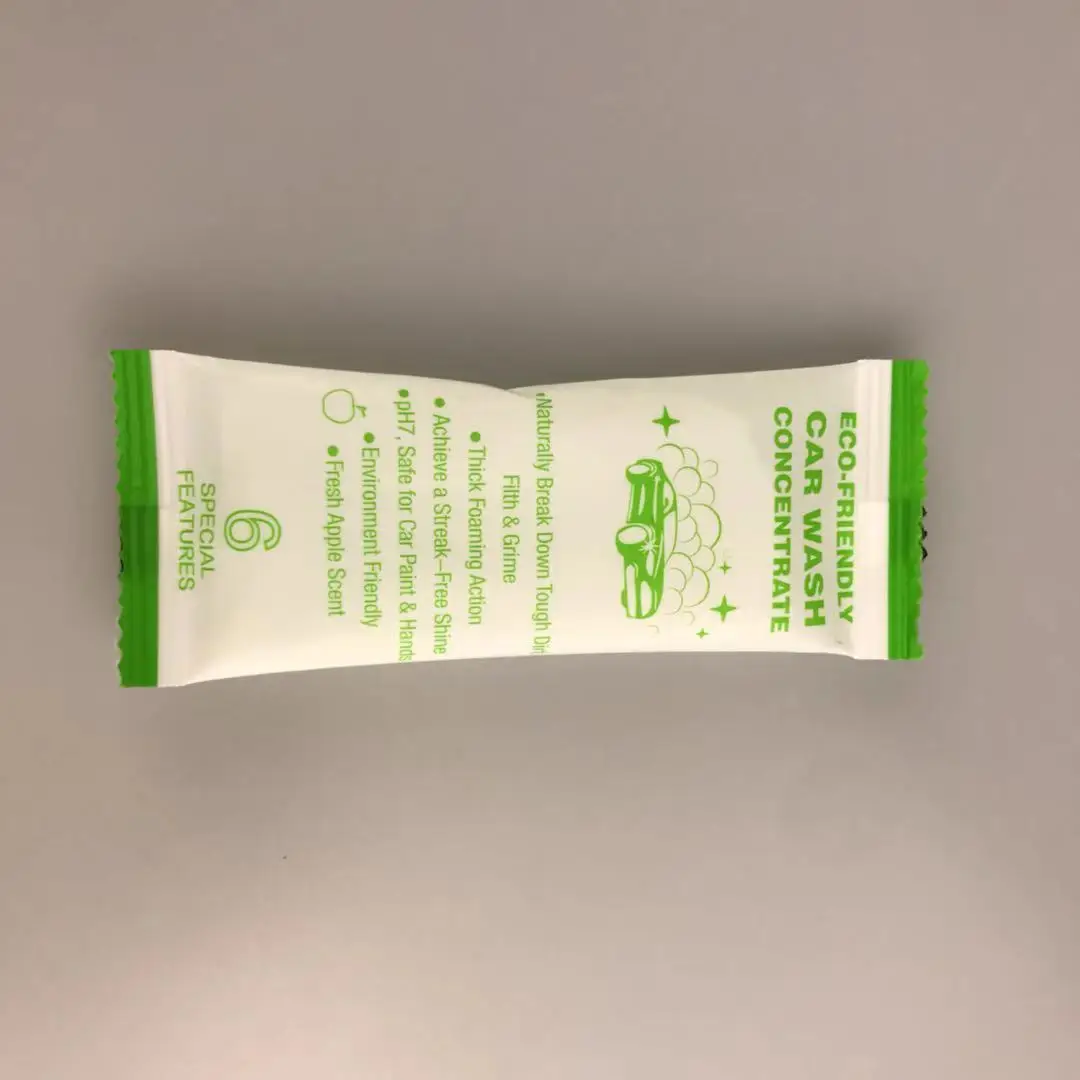 ECO-FRIENDLY
CAR WASH
CONCENTRATE
•Naturally Break Down Tough Dirt
Filth & Grime
•Thick Foaming Action
•Achieve a Streak-Free Shine
•pH7, Safe for Car Paint & Hands
•Environment Friendly
•Fresh Apple Scent
6
SPECIAL
FEATURES